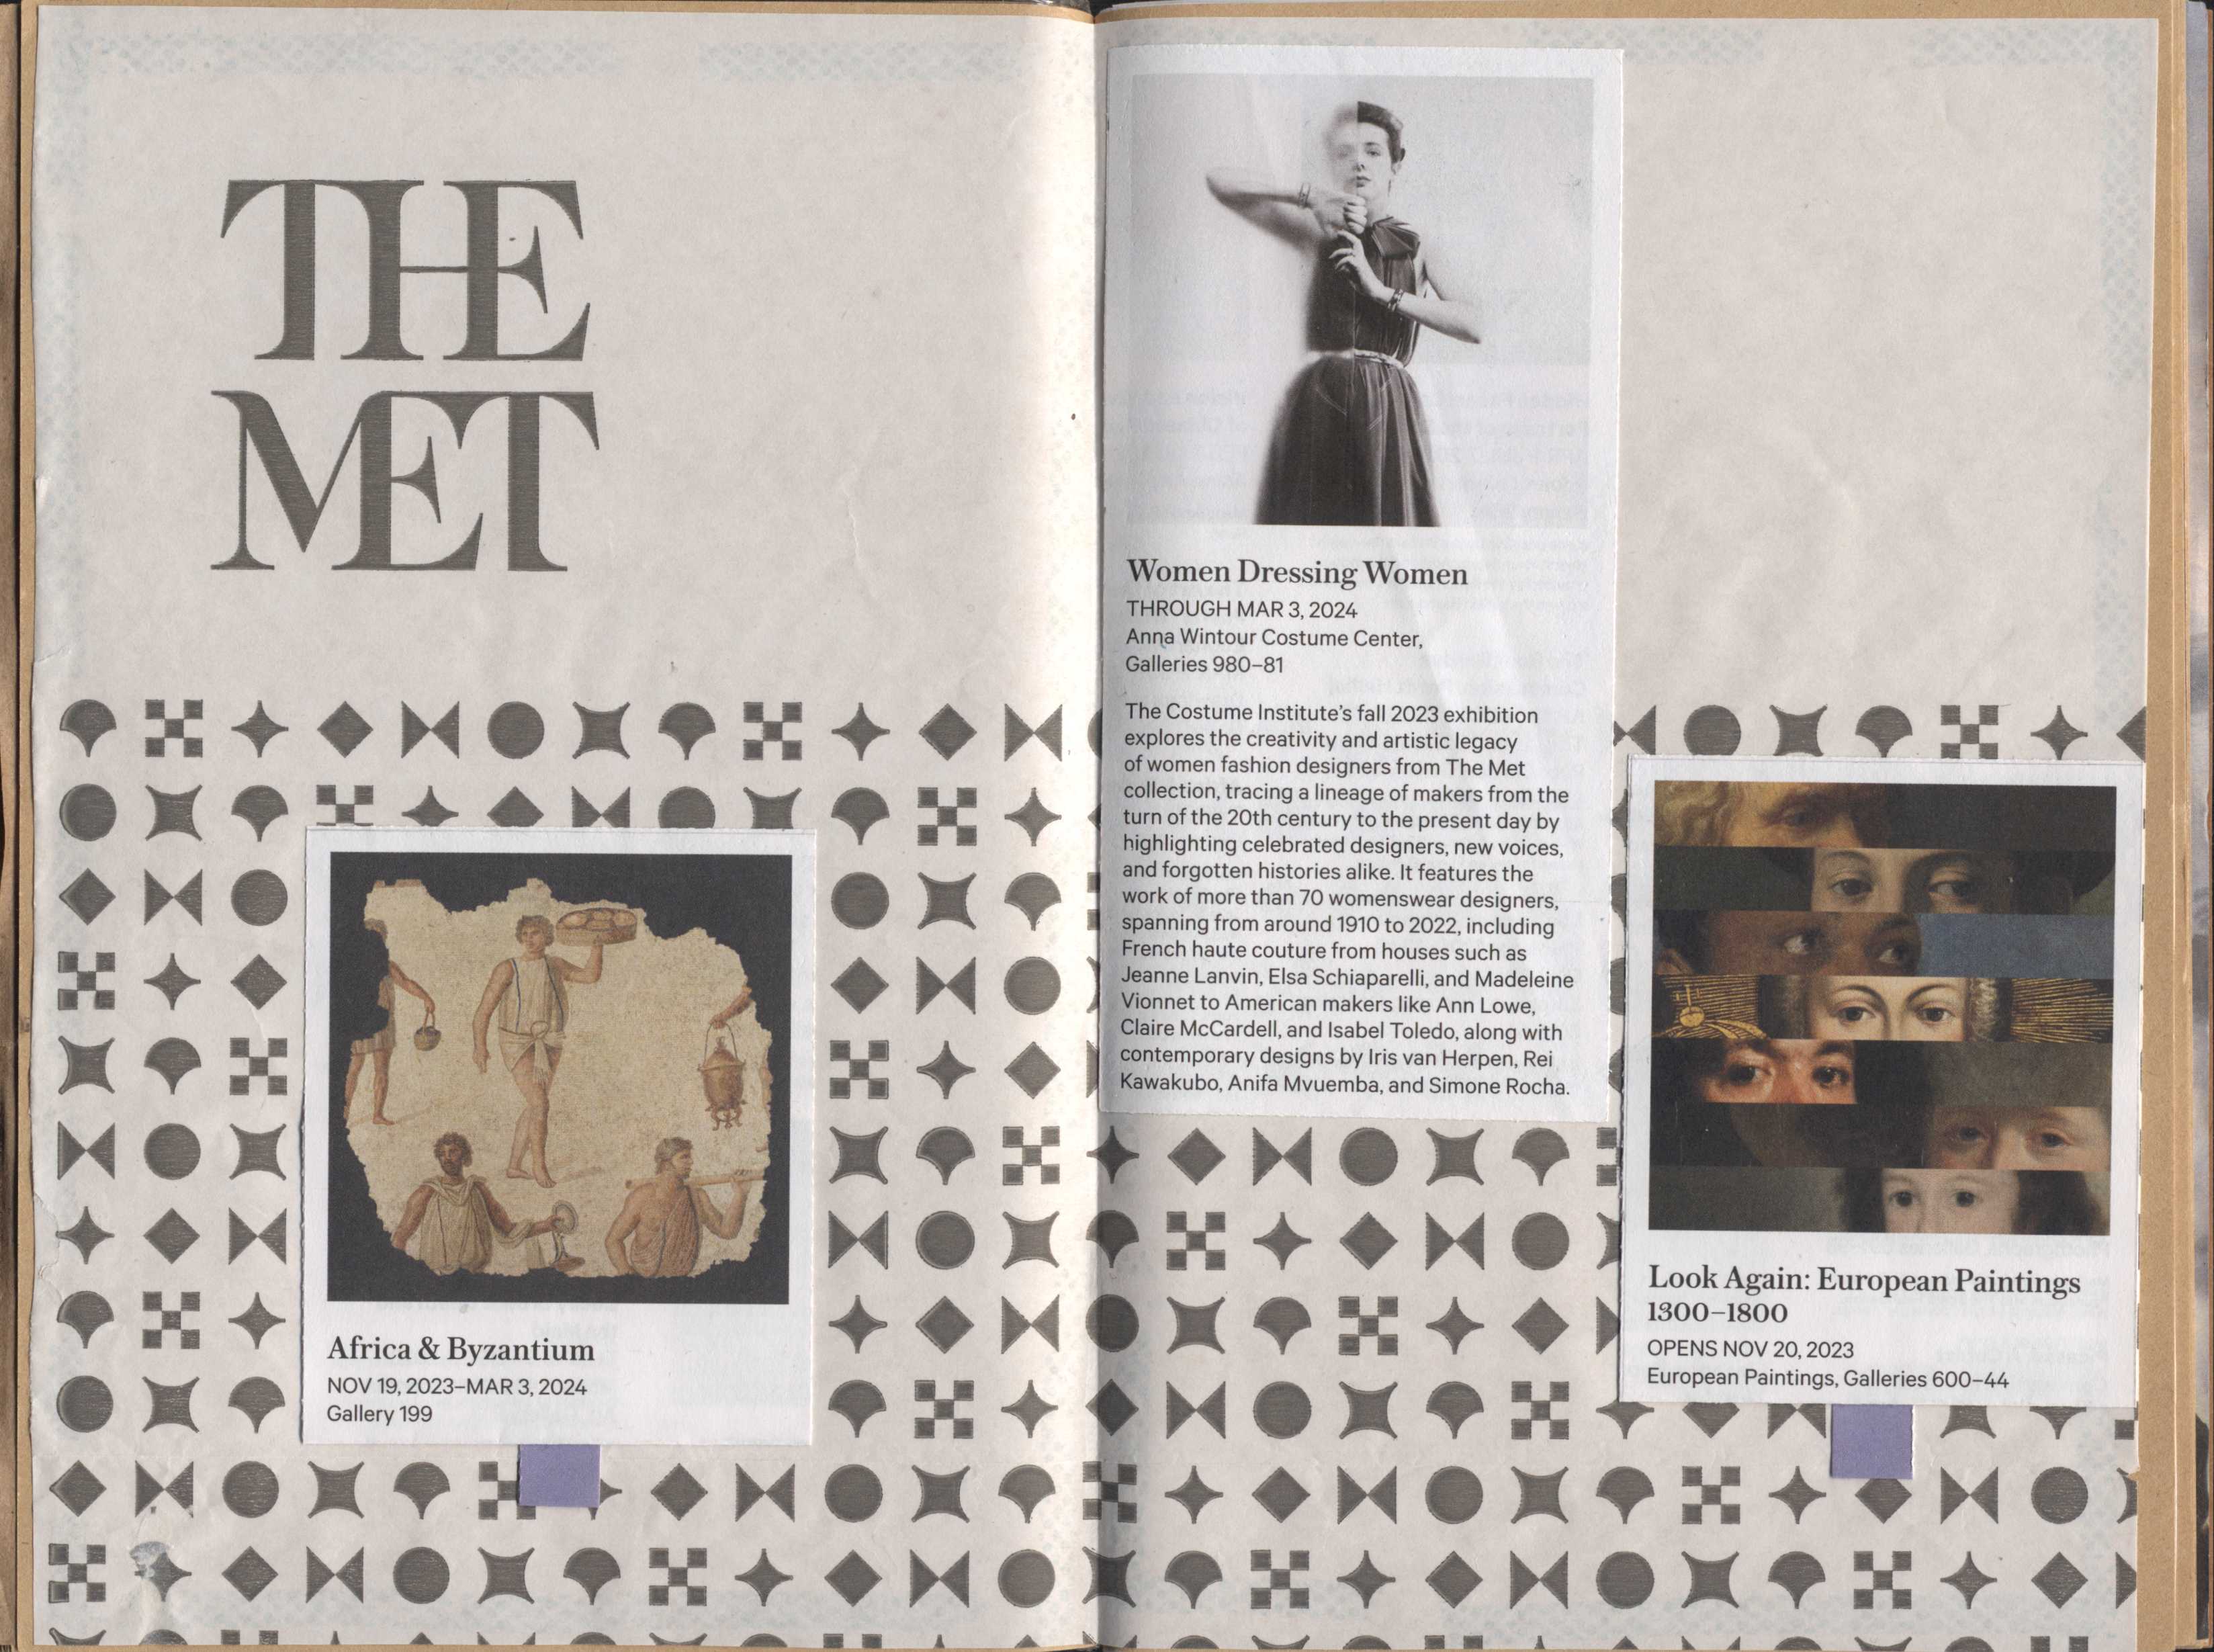 THE
MET
Africa & Byzantium
NOV 19, 2023–MAR 3, 2024
Gallery 199
Women Dressing Women
THROUGH MAR 3, 2024
Anna Wintour Costume Center,
Galleries 980–81
The Costume Institute's fall 2023 exhibition
explores the creativity and artistic legacy
of women fashion designers from The Met
collection, tracing a lineage of makers from the
turn of the 20th century to the present day by
highlighting celebrated designers, new voices,
and forgotten histories alike. It features the
work of more than 70 womenswear designers,
spanning from around 1910 to 2022, including
French haute couture from houses such as
Jeanne Lanvin, Elsa Schiaparelli, and Madeleine
Vionnet to American makers like Ann Lowe,
Claire McCardell, and Isabel Toledo, along with
contemporary designs by Iris van Herpen, Rei
Kawakubo, Anifa Mvuemba, and Simone Rocha.
Look Again: European Paintings
1300–1800
OPENS NOV 20, 2023
European Paintings, Galleries 600–44